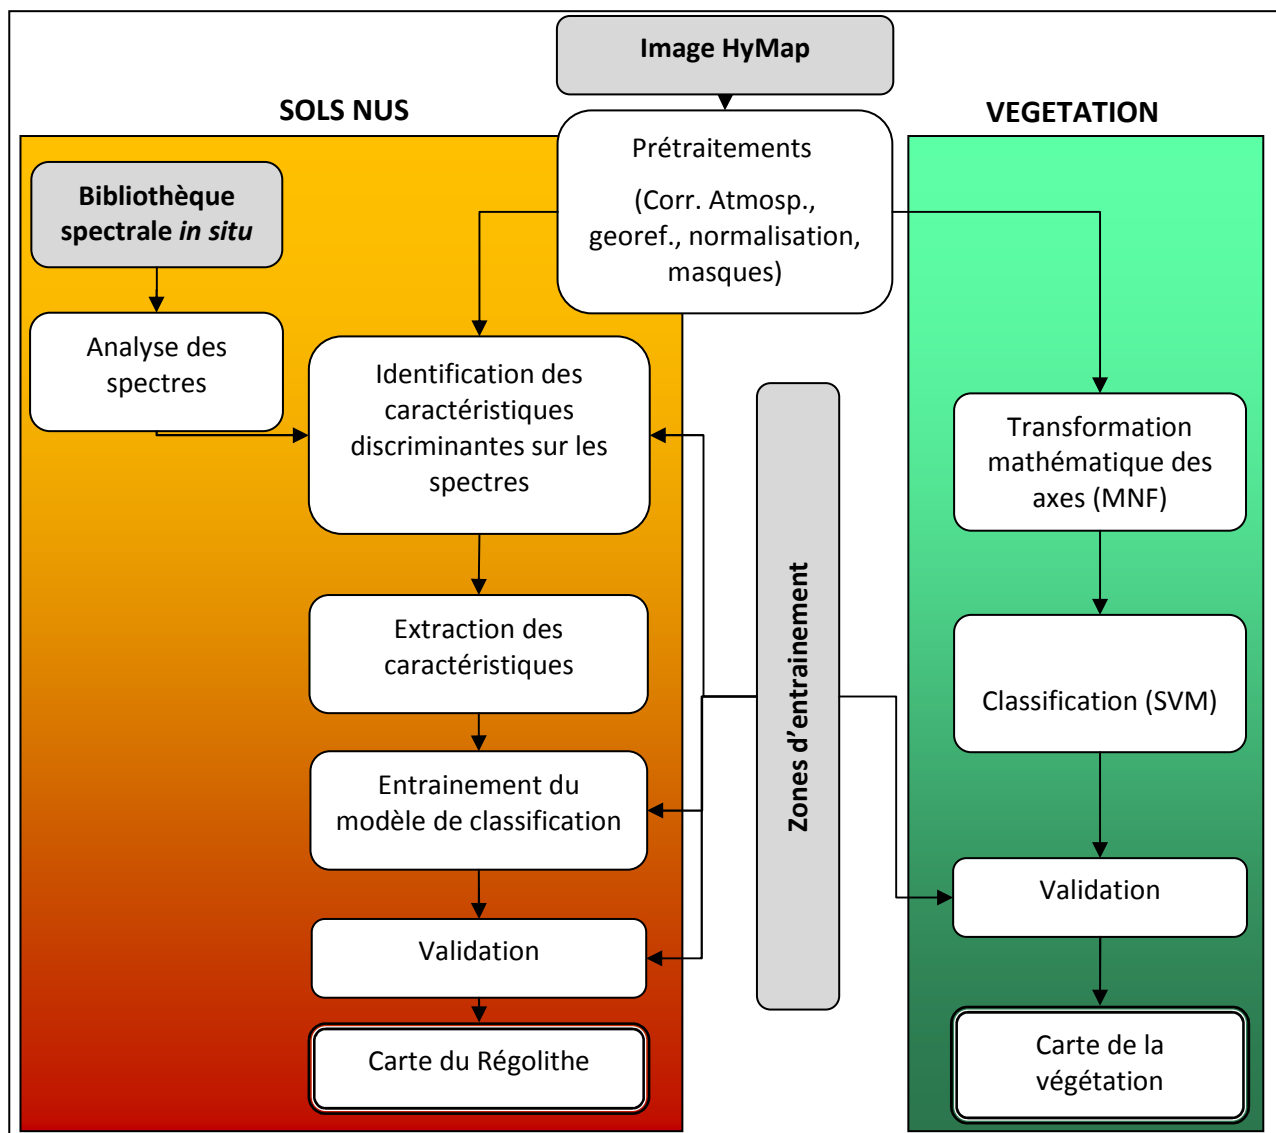 Image HyMap
SOLS NUS
VEGETATION
Prétraitements
(Corr. Atmosp.,
georef., normalisation,
masques)
Bibliothèque
spectrale in situ
Analyse des
spectres
Identification des
caractéristiques
discriminantes sur les
spectres
Extraction des
caractéristiques
Entrainement du
modèle de classification
Validation
Carte du Régolithe
Zones d’entrainement
Transformation
mathématique des
axes (MNF)
Classification (SVM)
Validation
Carte de la
végétation